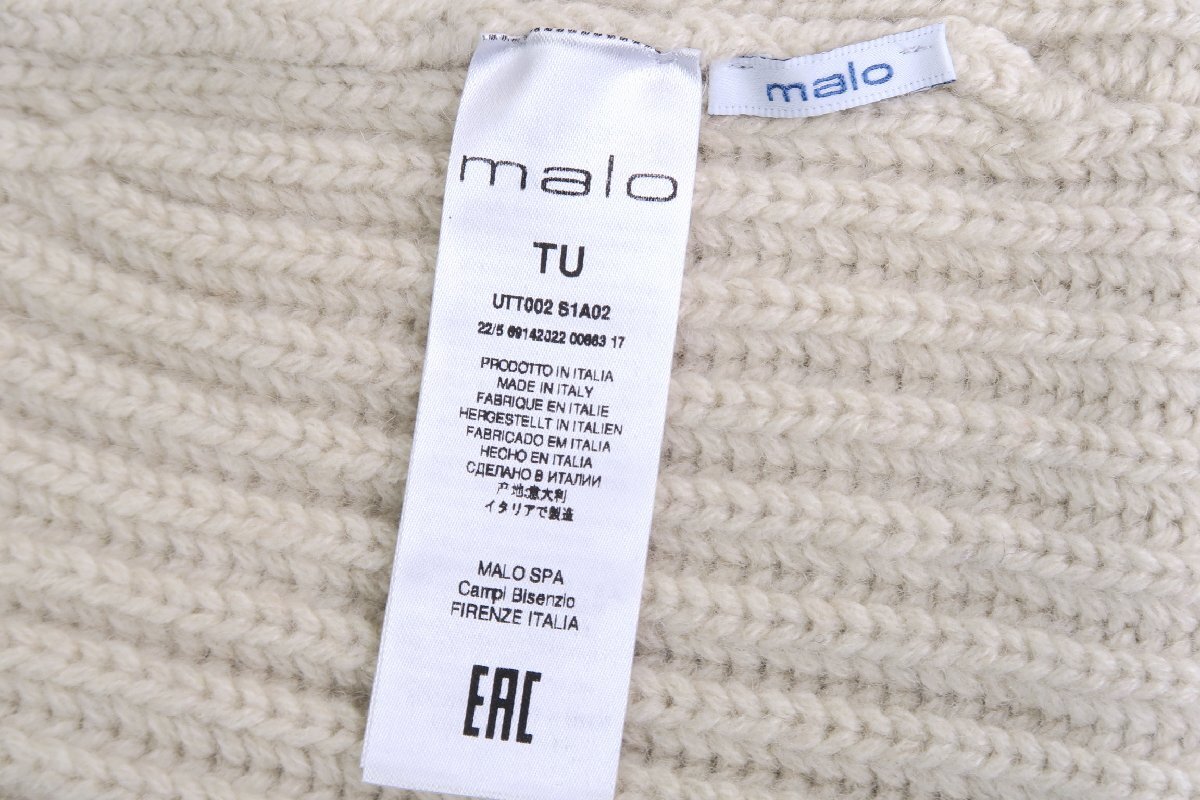 malo
malo
TU
UTT002 S1A02
22/5 69142022 00663 17
PRODOTTO IN ITALIA
MADE IN ITALY
FABRIQUE EN ITALIE
HERGESTELLT IN ITALIEN
FABRICADO EM ITALIA
HECHO EN ITALIA
СДЕЛАНО В ИТАЛИИ
产地:意大利
イタリアで製造
MALO SPA
Campi Bisenzio
FIRENZE ITALIA
EAC